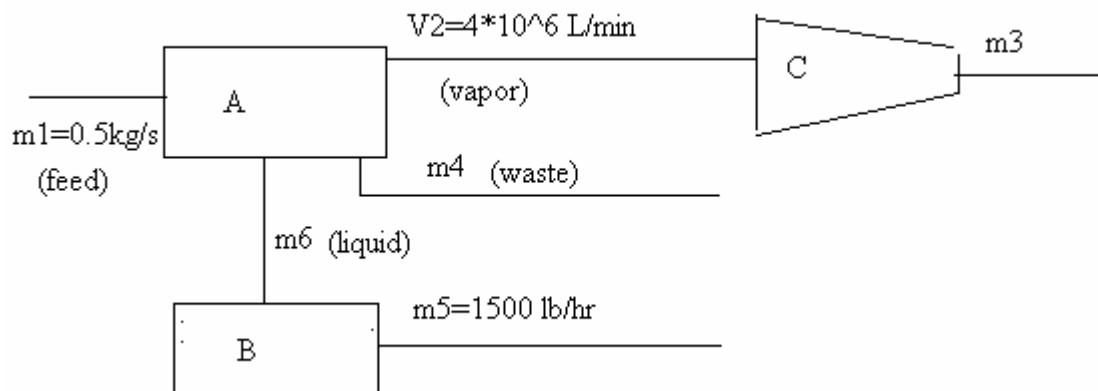 V2=4*10^6 L/min
m3
C
A
(vapor)
m1=0.5kg/s
(feed)
m4 (waste)
m6 (liquid)
m5=1500 lb/hr
B